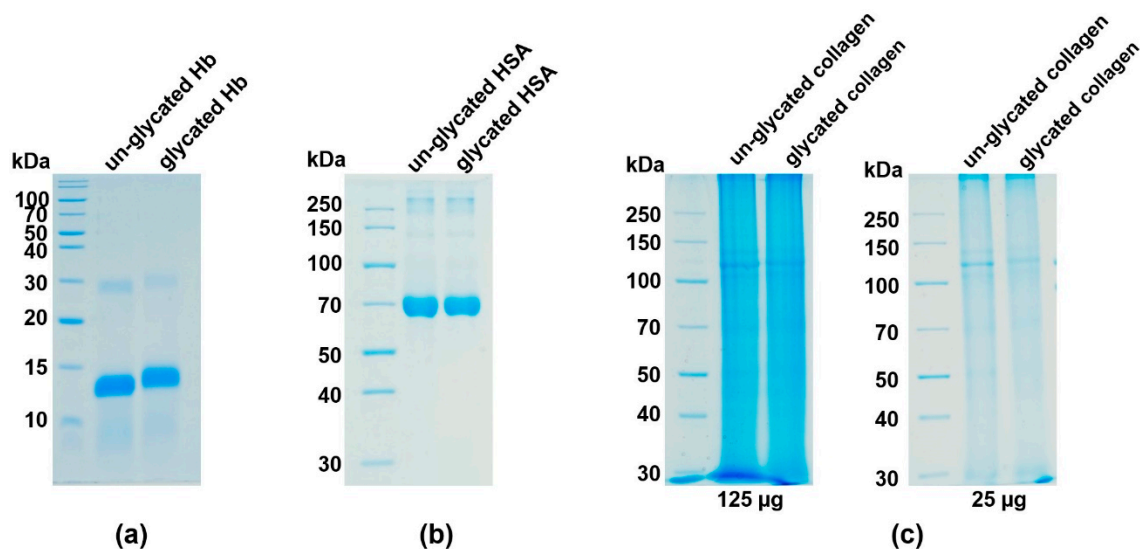 un-glycated Hb
glycated Hb
kDa
100
70
50
40
30
20
15
10
(a)
un-glycated HSA
glycated HSA
kDa
250
150
100
70
50
40
30
(b)
un-glycated collagen
glycated collagen
kDa
250
150
100
70
50
40
30
125 µg
un-glycated collagen
glycated collagen
kDa
250
150
100
70
50
40
30
25 µg
(c)